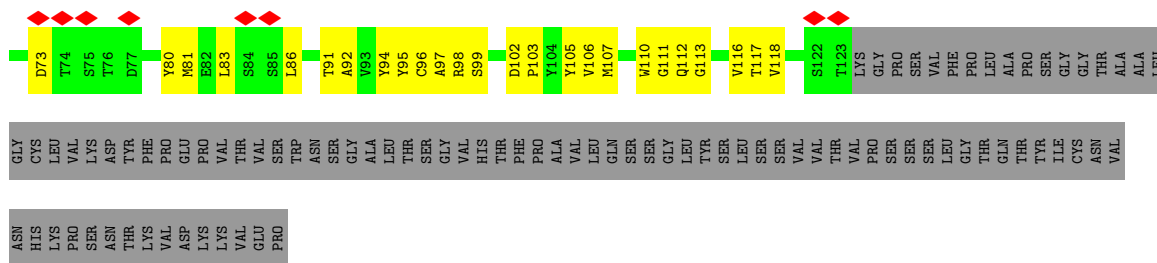 D73 T74 S75 T76 D77 Y80 M81 E82 L83 S84 S85 L86 T91 A92 V93 Y94 Y95 C96 A97 R98 S99 D102 P103 Y104 Y105 V106 M107 W110 G111 Q112 G113 V116 T117 V118 S122 T123 LYS GLY PRO SER VAL PHE PRO LEU ALA PRO SER GLY GLY THR ALA ALA LEU
GLY CYS LEU VAL LYS ASP TYR PHE PRO GLU PRO VAL THR VAL SER TRP ASN SER GLY ALA LEU THR SER GLY VAL HIS THR PHE PRO ALA VAL LEU GLN SER SER GLY LEU TYR SER LEU SER SER VAL VAL THR VAL PRO SER SER SER LEU GLY THR GLN THR TYR ILE CYS ASN VAL
ASN HIS LYS PRO SER ASN THR LYS VAL ASP LYS LYS VAL GLU PRO